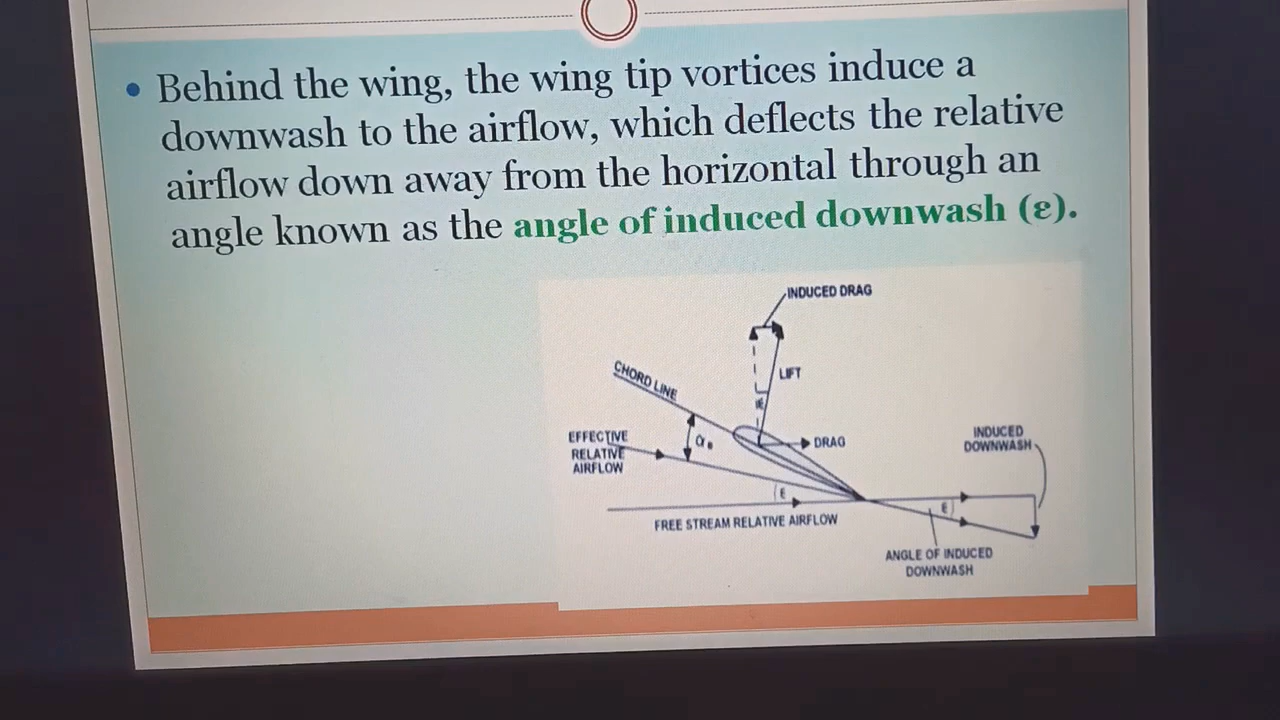 • Behind the wing, the wing tip vortices induce a
downwash to the airflow, which deflects the relative
airflow down away from the horizontal through an
angle known as the angle of induced downwash (ε).
INDUCED DRAG
CHORD LINE
LIFT
ε
EFFECTIVE
RELATIVE
AIRFLOW
αe
DRAG
INDUCED
DOWNWASH
ε
ε
FREE STREAM RELATIVE AIRFLOW
ANGLE OF INDUCED
DOWNWASH